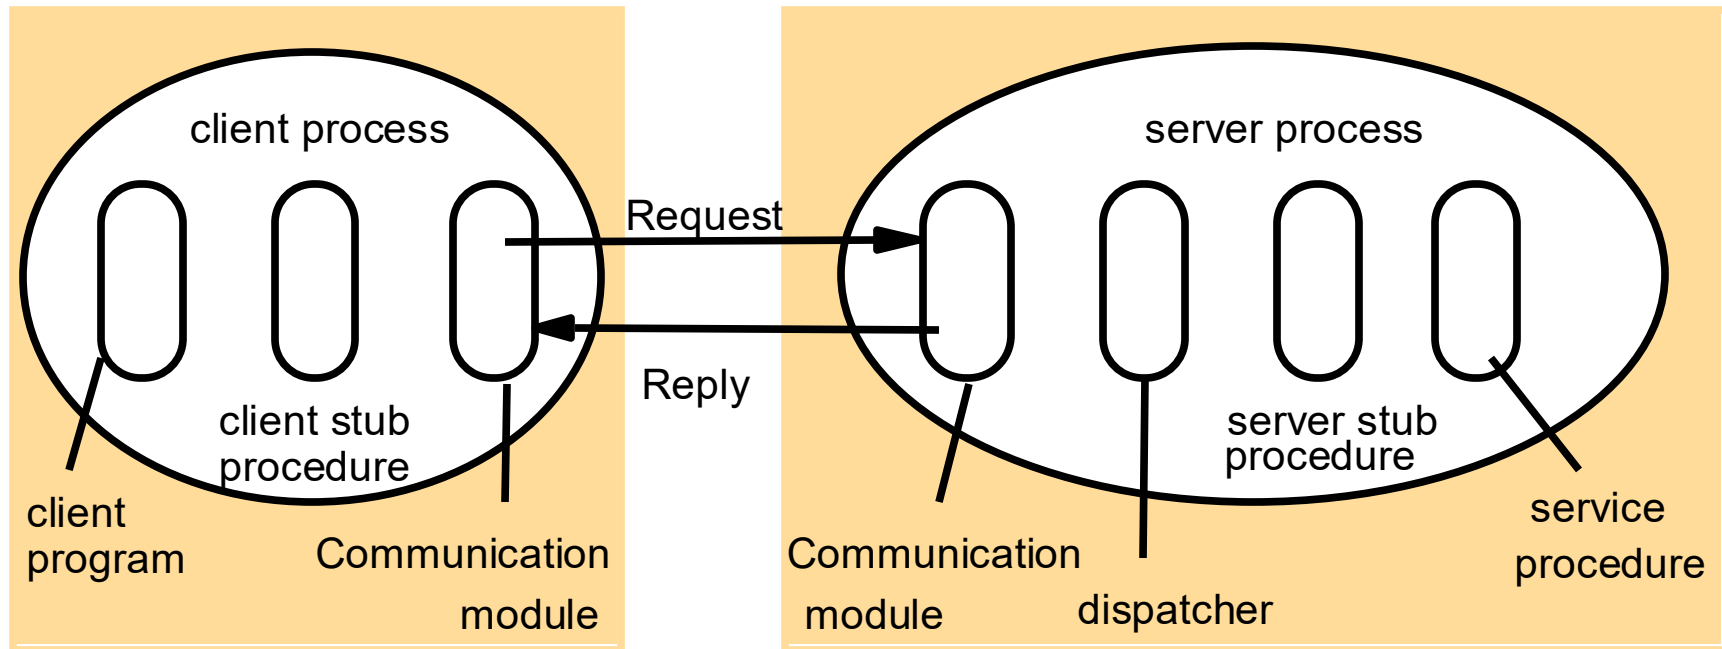 client process
server process
Request
Reply
client stub
procedure
server stub
procedure
client
program
Communication
module
Communication
module
dispatcher
service
procedure